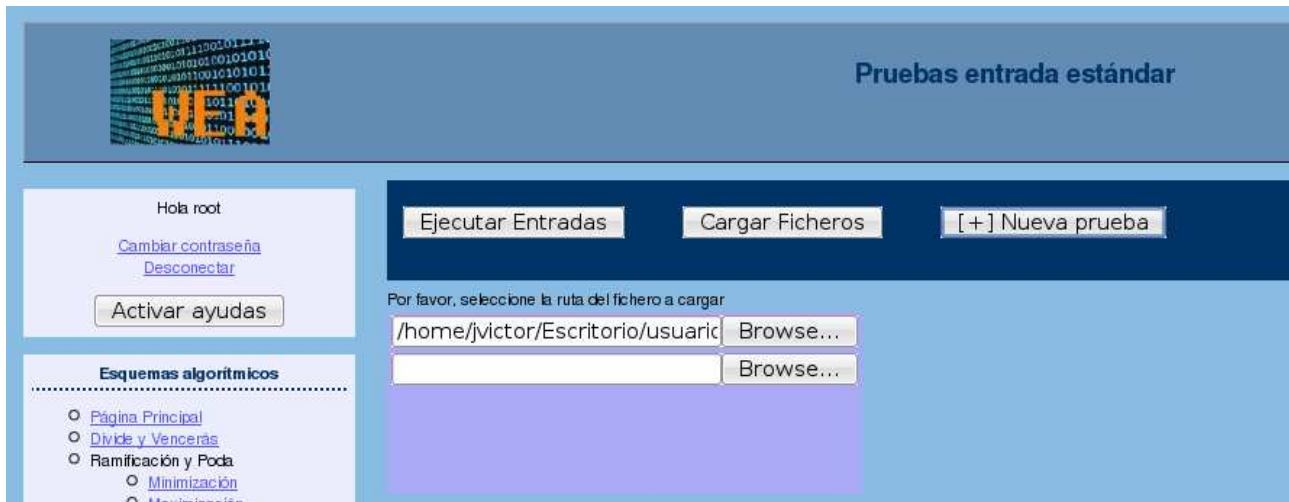 WEA
Pruebas entrada estándar
Hola root
Cambiar contraseña
Desconectar
Activar ayudas
Esquemas algorítmicos
Página Principal
Divide y Vencerás
Ramificación y Poda
Minimización
Maximización
Ejecutar Entradas
Cargar Ficheros
[+] Nueva prueba
Por favor, seleccione la ruta del fichero a cargar
/home/jvictor/Escritorio/usuario
Browse...
Browse...